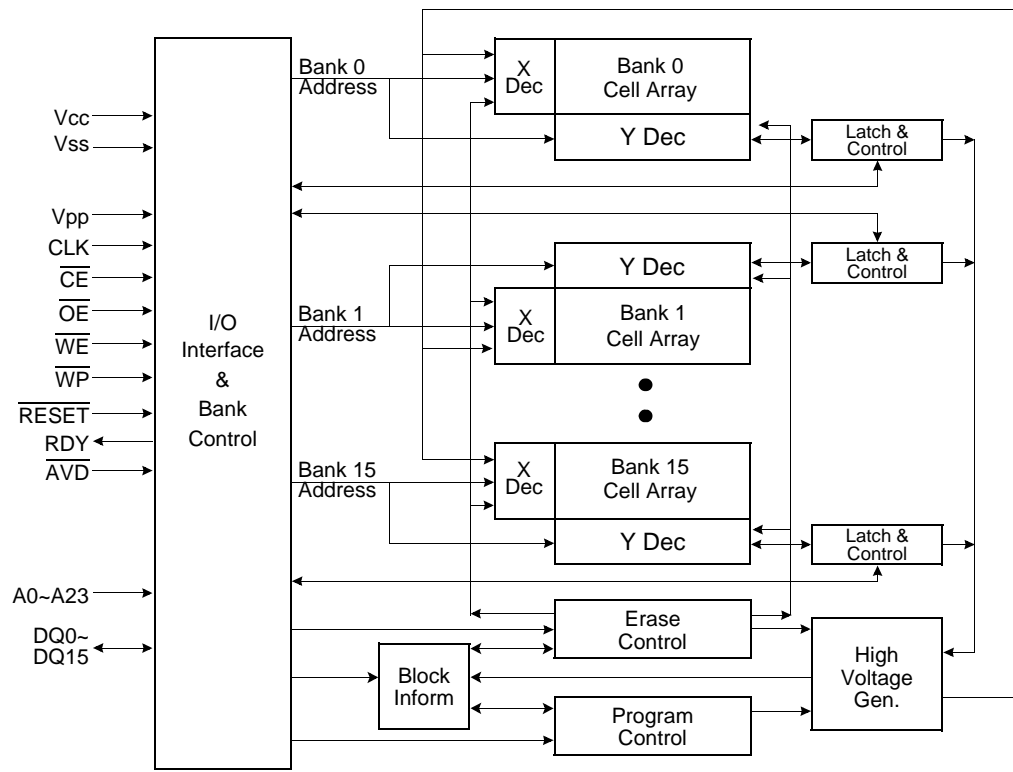 Vcc
Vss
Vpp
CLK
CE
OE
WE
WP
RESET
RDY
AVD
A0~A23
DQ0~
DQ15
I/O
Interface
&
Bank
Control
Bank 0
Address
X
Dec
Bank 0
Cell Array
Y Dec
Latch &
Control
Y Dec
Latch &
Control
Bank 1
Address
X
Dec
Bank 1
Cell Array
Bank 15
Address
X
Dec
Bank 15
Cell Array
Y Dec
Latch &
Control
Erase
Control
Block
Inform
Program
Control
High
Voltage
Gen.